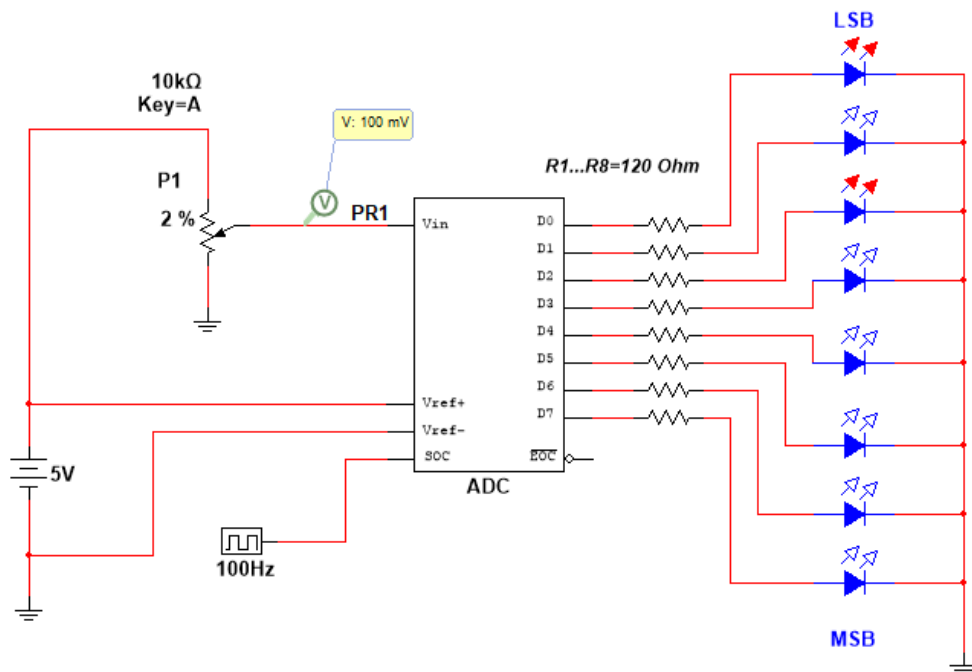 LSB
10kΩ
Key=A
V: 100 mV
R1...R8=120 Ohm
P1
2 %
V
PR1
Vin
D0
D1
D2
D3
D4
D5
D6
D7
Vref+
Vref-
SOC
EOC
5V
ADC
100Hz
MSB